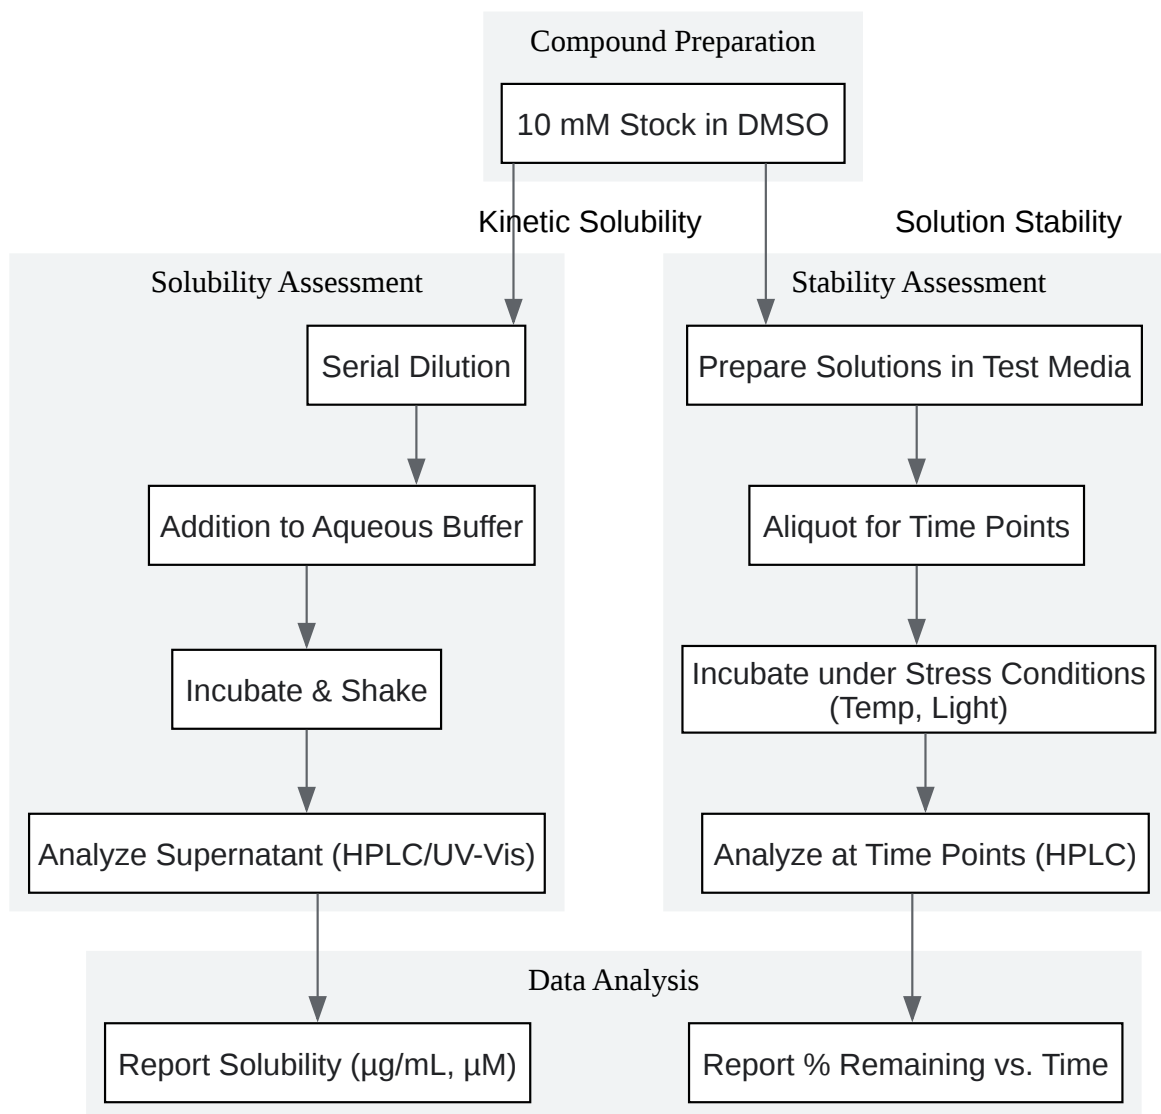 Compound Preparation
10 mM Stock in DMSO
Kinetic Solubility
Solution Stability
Solubility Assessment
Serial Dilution
Addition to Aqueous Buffer
Incubate & Shake
Analyze Supernatant (HPLC/UV-Vis)
Stability Assessment
Prepare Solutions in Test Media
Aliquot for Time Points
Incubate under Stress Conditions
(Temp, Light)
Analyze at Time Points (HPLC)
Data Analysis
Report Solubility (µg/mL, µM)
Report % Remaining vs. Time